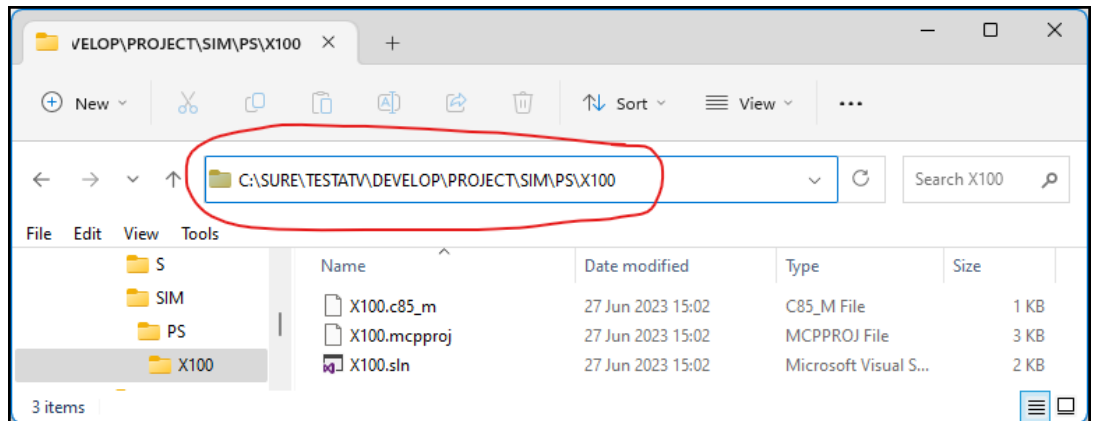 VELOP\PROJECT\SIM\PS\X100
New Sort View
C:\SURE\TESTATV\DEVELOP\PROJECT\SIM\PS\X100 Search X100
File Edit View Tools
S Name Date modified Type Size
SIM X100.c85_m 27 Jun 2023 15:02 C85_M File 1 KB
PS X100.mcpproj 27 Jun 2023 15:02 MCPPROJ File 3 KB
X100 X100.sln 27 Jun 2023 15:02 Microsoft Visual S... 2 KB
3 items